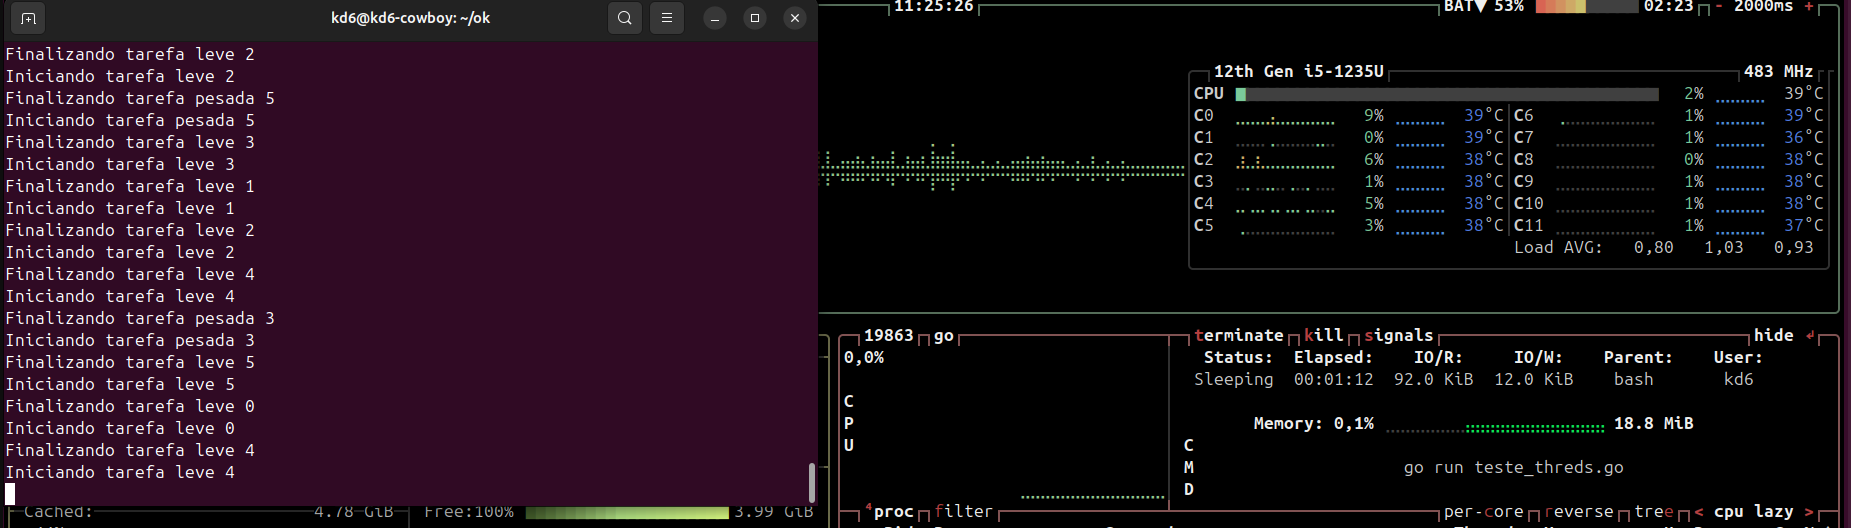 kd6@kd6-cowboy: ~/ok
Finalizando tarefa leve 2
Iniciando tarefa leve 2
Finalizando tarefa pesada 5
Iniciando tarefa pesada 5
Finalizando tarefa leve 3
Iniciando tarefa leve 3
Finalizando tarefa leve 1
Iniciando tarefa leve 1
Finalizando tarefa leve 2
Iniciando tarefa leve 2
Finalizando tarefa leve 4
Iniciando tarefa leve 4
Finalizando tarefa pesada 3
Iniciando tarefa pesada 3
Finalizando tarefa leve 5
Iniciando tarefa leve 5
Finalizando tarefa leve 0
Iniciando tarefa leve 0
Finalizando tarefa leve 4
Iniciando tarefa leve 4
11:25:26 BAT▼ 53% 02:23 - 2000ms +
12th Gen i5-1235U 483 MHz
CPU 2% 39°C
C0 9% 39°C C6 1% 39°C
C1 0% 39°C C7 1% 36°C
C2 6% 38°C C8 0% 38°C
C3 1% 38°C C9 1% 38°C
C4 5% 38°C C10 1% 38°C
C5 3% 38°C C11 1% 37°C
Load AVG: 0,80 1,03 0,93
19863 go terminate kill signals hide ↲
0,0% Status: Elapsed: IO/R: IO/W: Parent: User:
Sleeping 00:01:12 92.0 KiB 12.0 KiB bash kd6
C
P Memory: 0,1% 18.8 MiB
U C
M go run teste_threds.go
D
Cached: 4.78 GiB Free:100% 3.99 GiB
4 proc filter per-core reverse tree < cpu lazy >